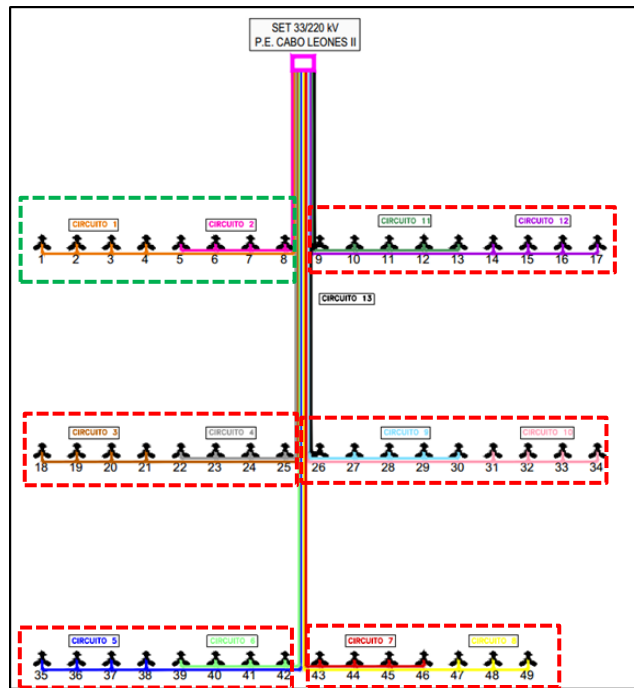 SET 33/220 kV
P.E. CABO LEONES II
CIRCUITO 1
CIRCUITO 2
CIRCUITO 11
CIRCUITO 12
1 2 3 4 5 6 7 8 9 10 11 12 13 14 15 16 17
CIRCUITO 13
CIRCUITO 3
CIRCUITO 4
CIRCUITO 9
CIRCUITO 10
18 19 20 21 22 23 24 25 26 27 28 29 30 31 32 33 34
CIRCUITO 5
CIRCUITO 6
CIRCUITO 7
CIRCUITO 8
35 36 37 38 39 40 41 42 43 44 45 46 47 48 49